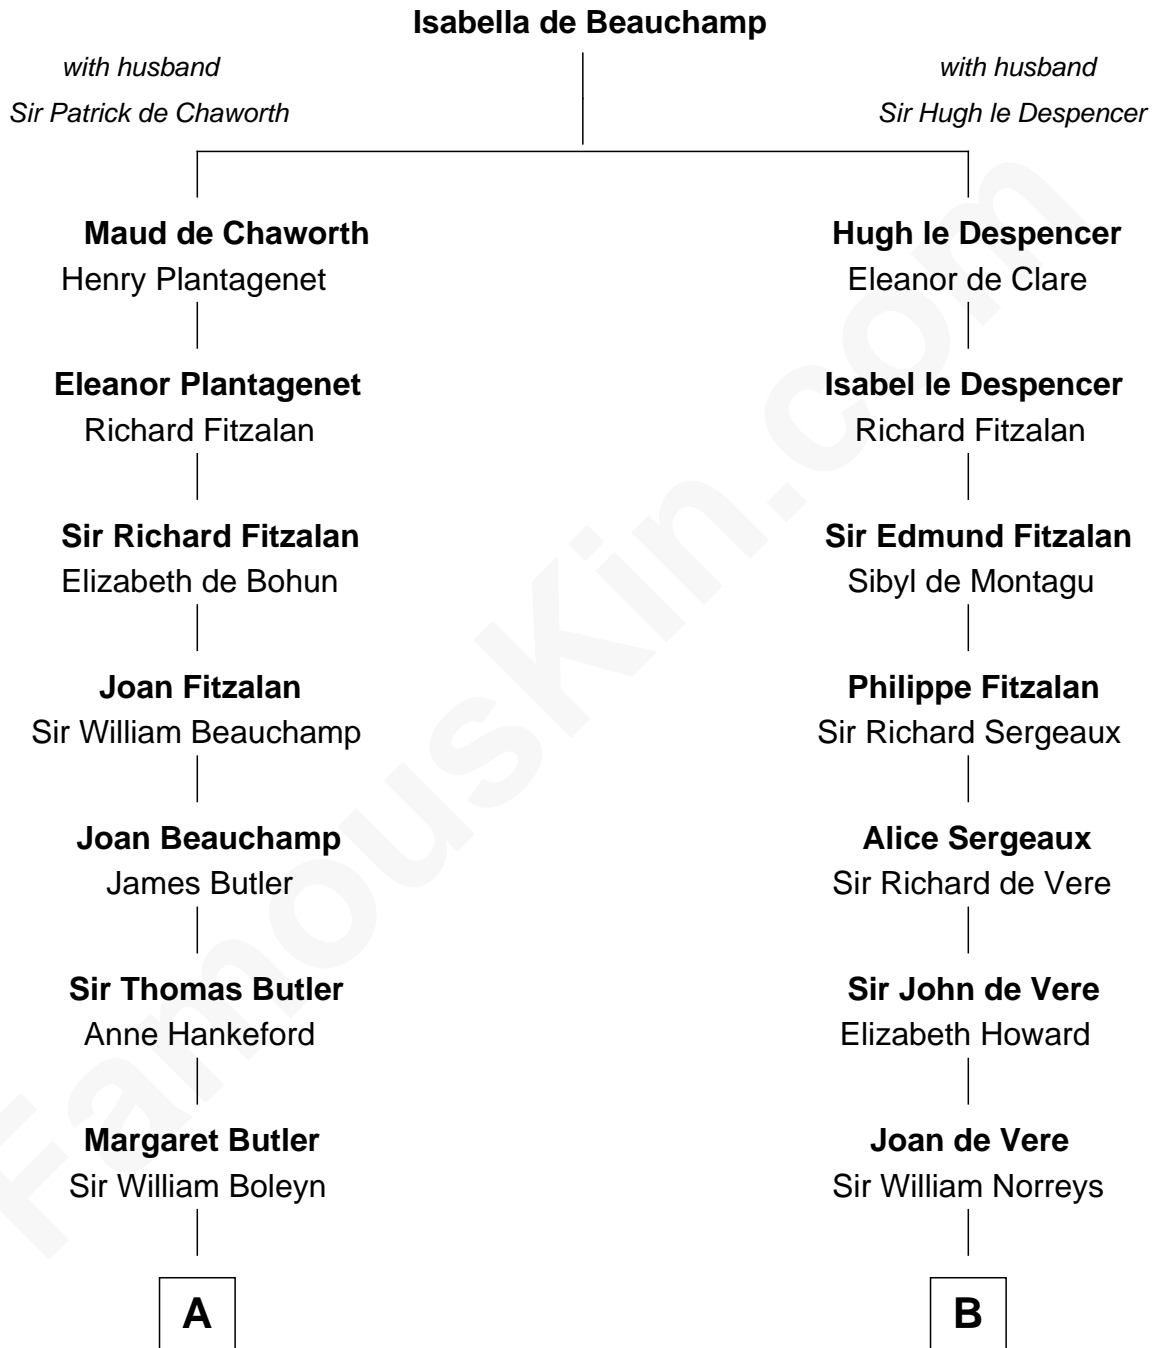 Isabella de Beauchamp
with husband
Sir Patrick de Chaworth
with husband
Sir Hugh le Despencer
Maud de Chaworth
Henry Plantagenet
Eleanor Plantagenet
Richard Fitzalan
Sir Richard Fitzalan
Elizabeth de Bohun
Joan Fitzalan
Sir William Beauchamp
Joan Beauchamp
James Butler
Sir Thomas Butler
Anne Hankeford
Margaret Butler
Sir William Boleyn
A
Hugh le Despencer
Eleanor de Clare
Isabel le Despencer
Richard Fitzalan
Sir Edmund Fitzalan
Sibyl de Montagu
Philippe Fitzalan
Sir Richard Sergeaux
Alice Sergeaux
Sir Richard de Vere
Sir John de Vere
Elizabeth Howard
Joan de Vere
Sir William Norreys
B
FamousKin.com